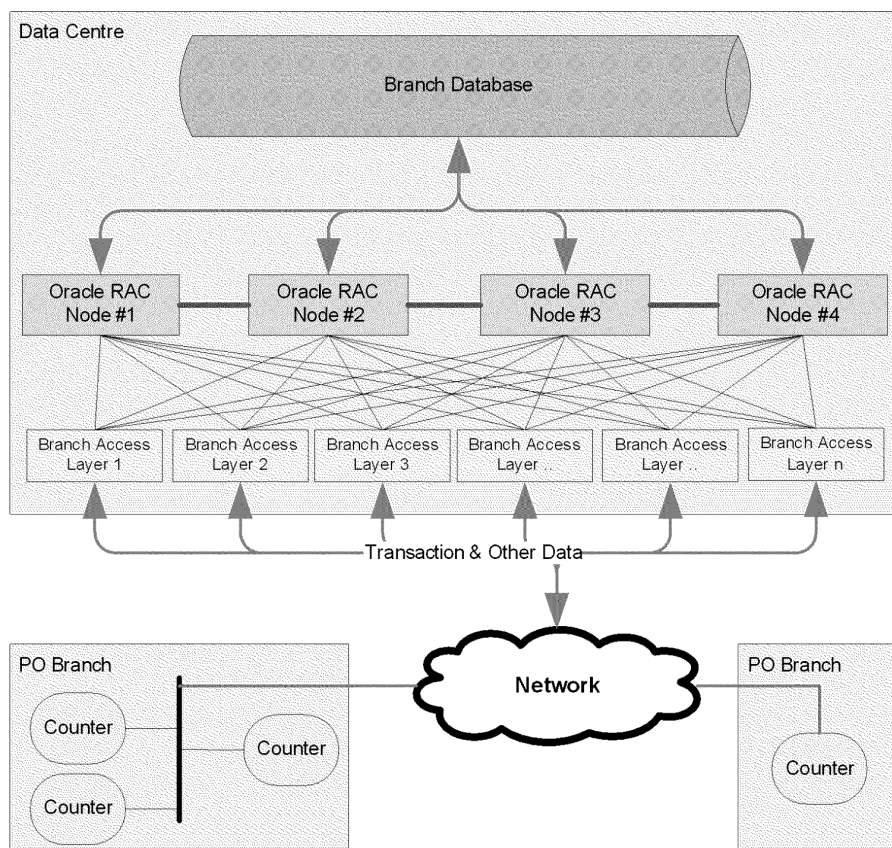 Data Centre
Branch Database
Oracle RAC
Node #1
Oracle RAC
Node #2
Oracle RAC
Node #3
Oracle RAC
Node #4
Branch Access
Layer 1
Branch Access
Layer 2
Branch Access
Layer 3
Branch Access
Layer ..
Branch Access
Layer ..
Branch Access
Layer n
Transaction & Other Data
PO Branch
Counter
Counter
Counter
Network
PO Branch
Counter